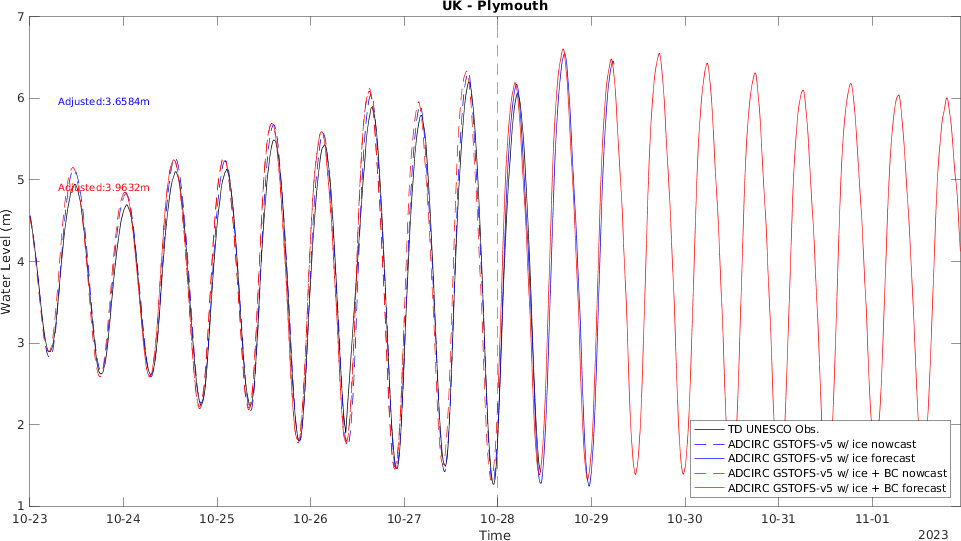 UK - Plymouth
7
6
5
4
3
2
1
Water Level (m)
Adjusted:3.6584m
Adjusted:3.9632m
TD UNESCO Obs.
ADCIRC GSTOFS-v5 w/ ice nowcast
ADCIRC GSTOFS-v5 w/ ice forecast
ADCIRC GSTOFS-v5 w/ ice + BC nowcast
ADCIRC GSTOFS-v5 w/ ice + BC forecast
10-23 10-24 10-25 10-26 10-27 10-28 10-29 10-30 10-31 11-01
Time
2023